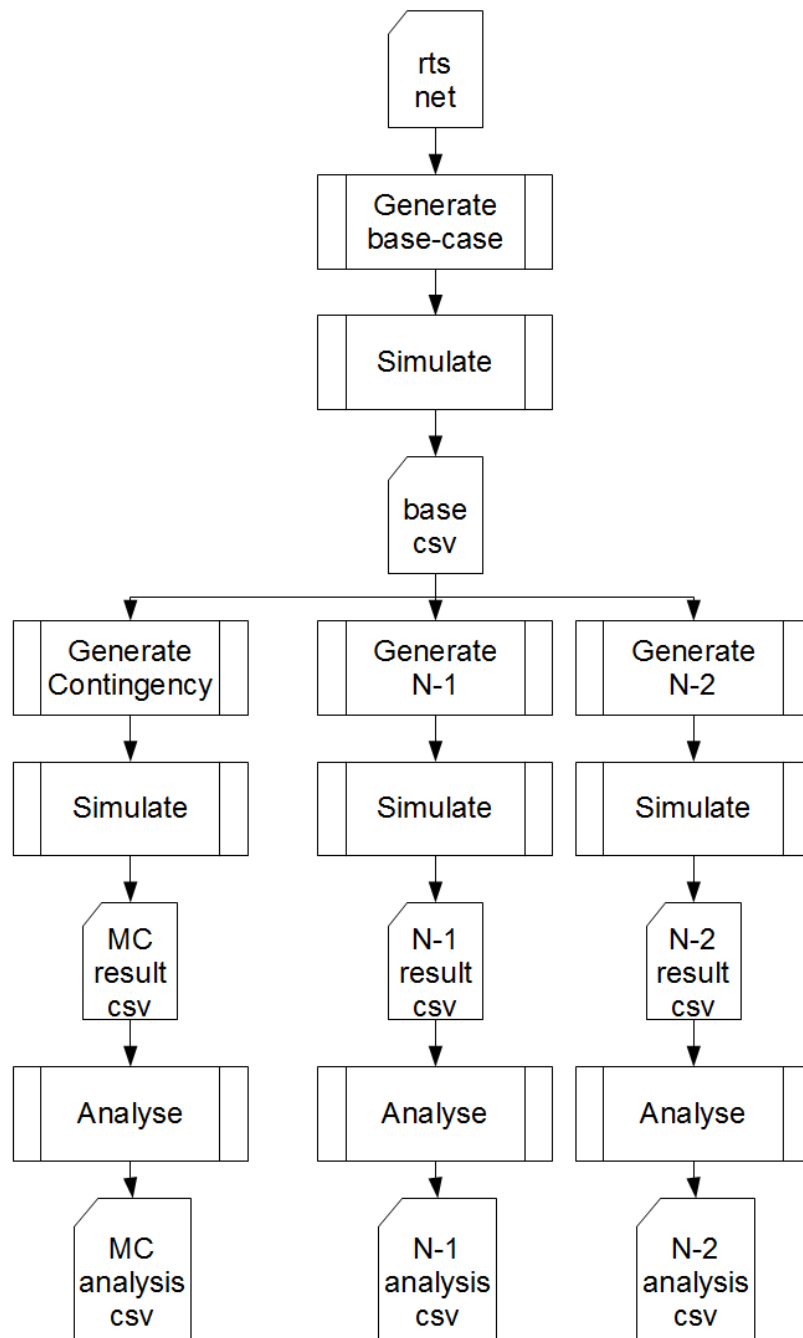 rts
net
Generate
base-case
Simulate
base
csv
Generate
Contingency
Generate
N-1
Generate
N-2
Simulate
Simulate
Simulate
MC
result
csv
N-1
result
csv
N-2
result
csv
Analyse
Analyse
Analyse
MC
analysis
csv
N-1
analysis
csv
N-2
analysis
csv